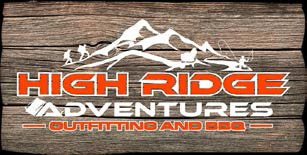 HIGH RIDGE
ADVENTURES
OUTFITTING AND BBQ